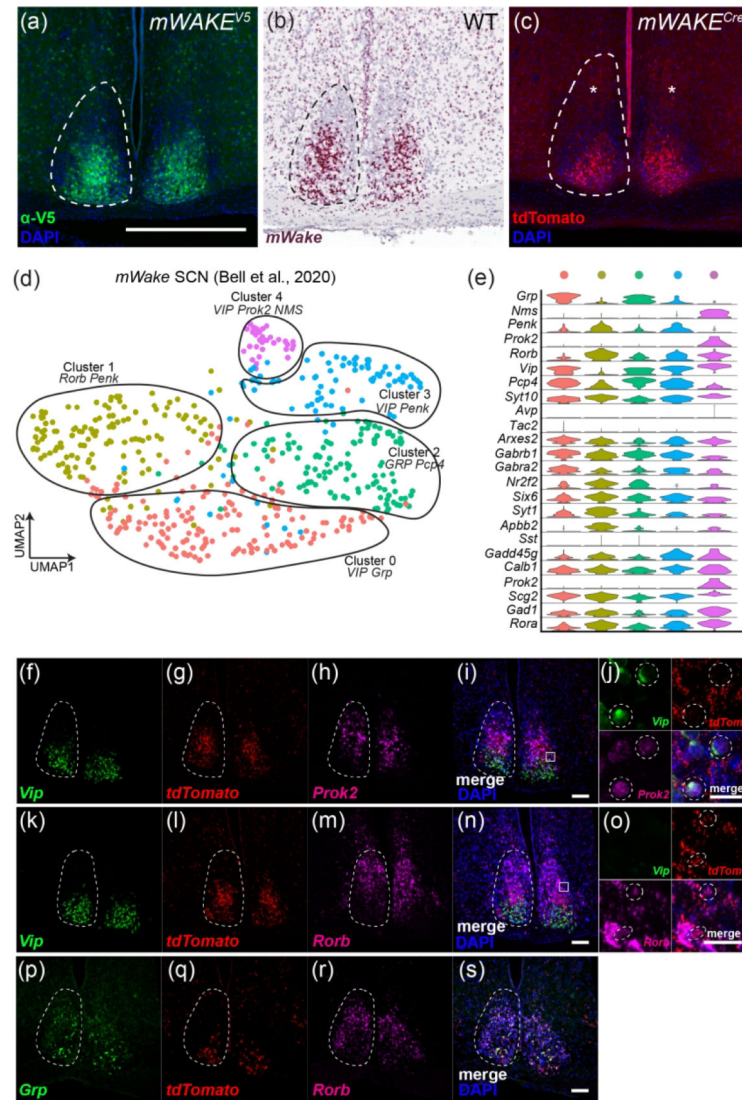 (a) mWAKE^V5
α-V5
DAPI
(b) WT
mWake
(c) mWAKE^Cre
*
*
tdTomato
DAPI
(d) mWake SCN (Bell et al., 2020)
Cluster 4
VIP Prok2 NMS
Cluster 1
Rorb Penk
Cluster 3
VIP Penk
Cluster 2
GRP Pcp4
Cluster 0
VIP Grp
UMAP2
UMAP1
(e)
Grp
Nms
Penk
Prok2
Rorb
Vip
Pcp4
Syt10
Avp
Tac2
Arxes2
Gabrb1
Gabra2
Nr2f2
Six6
Syt1
Apbb2
Sst
Gadd45g
Calb1
Prok2
Scg2
Gad1
Rora
(f)
Vip
(g)
tdTomato
(h)
Prok2
(i)
merge
DAPI
(j)
Vip
tdTom
Prok2
merge
(k)
Vip
(l)
tdTomato
(m)
Rorb
(n)
merge
DAPI
(o)
Vip
tdTom
Rorb
merge
(p)
Grp
(q)
tdTomato
(r)
Rorb
(s)
merge
DAPI